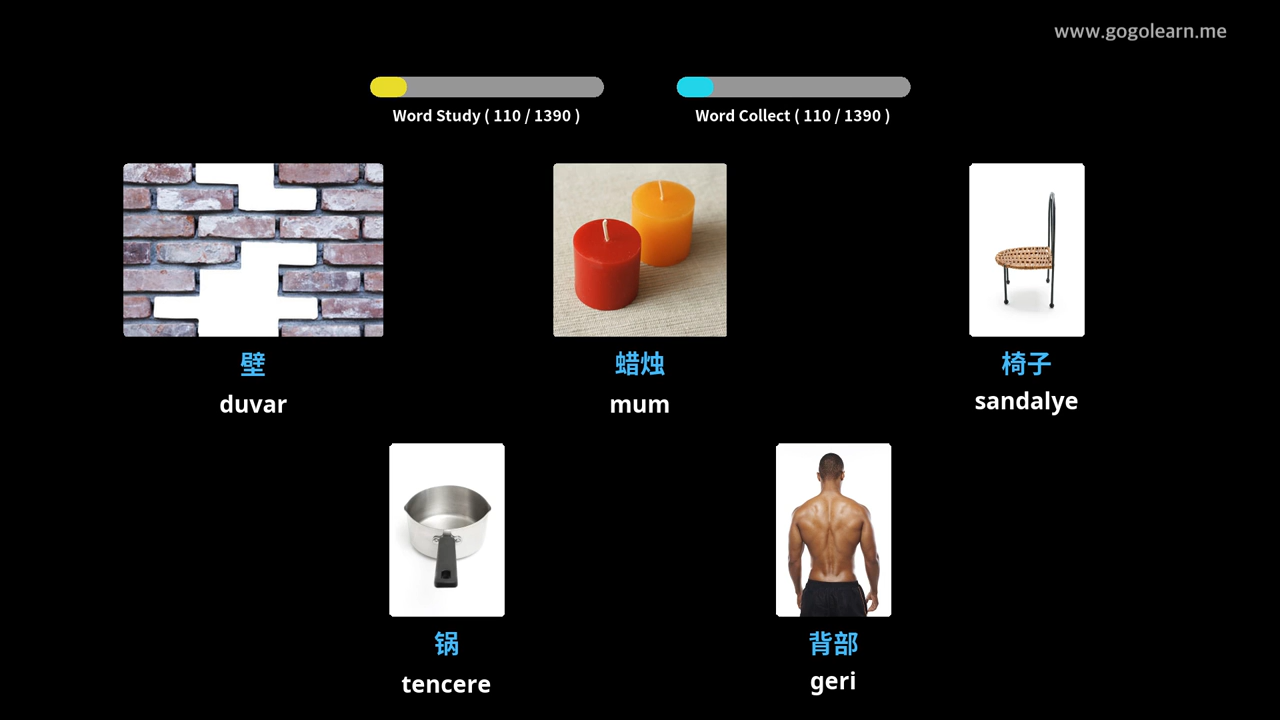 www.gogolearn.me
Word Study ( 110 / 1390 )
Word Collect ( 110 / 1390 )
壁
蜡烛
椅子
duvar
mum
sandalye
锅
背部
tencere
geri